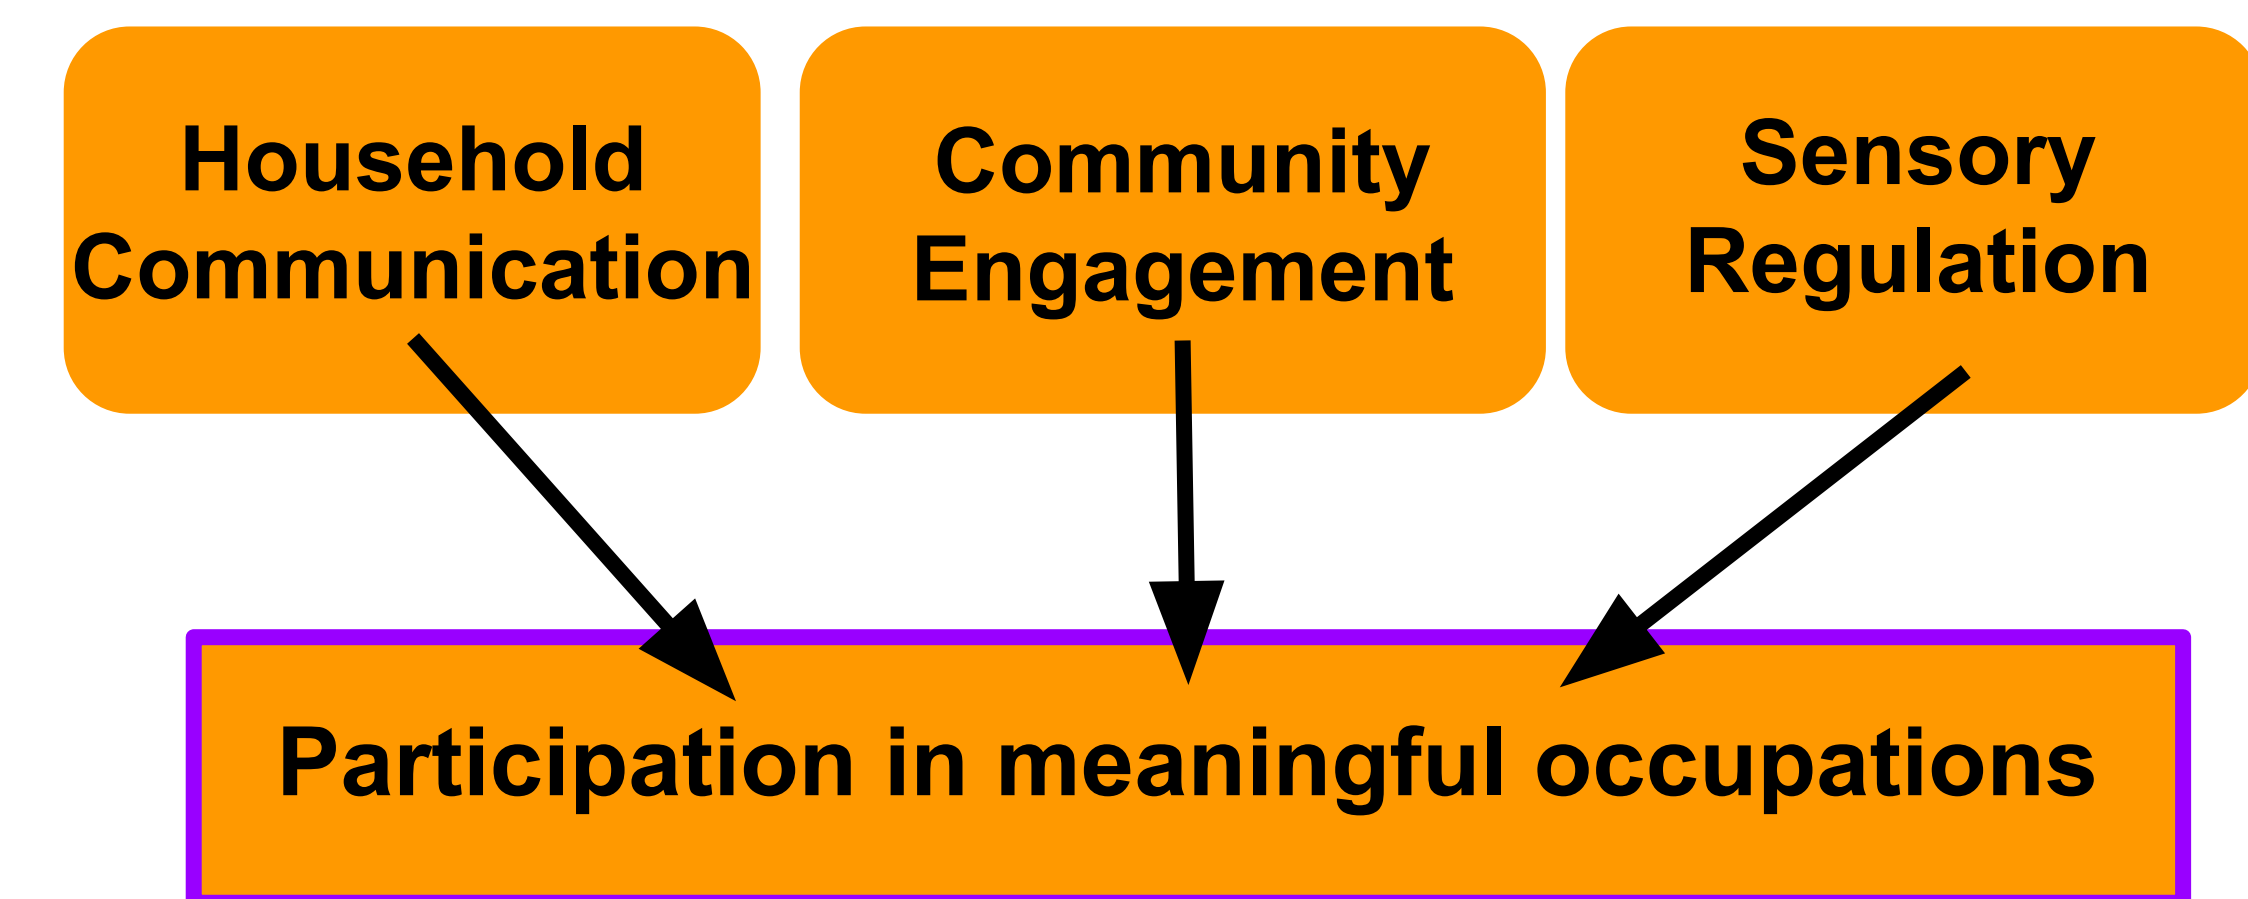 Household
Communication
Community
Engagement
Sensory
Regulation
Participation in meaningful occupations